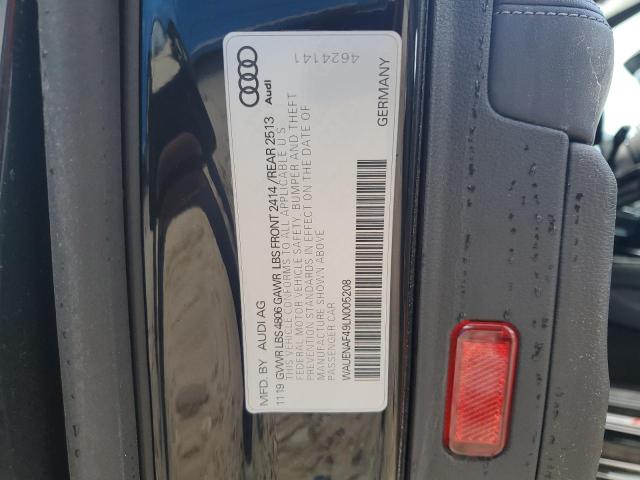 MFD. BY AUDI AG
11 19 GVWR LBS 4806 GAWR LBS FRONT 2414 / REAR 2513
THIS VEHICLE CONFORMS TO ALL APPLICABLE U S
FEDERAL MOTOR VEHICLE SAFETY, BUMPER AND THEFT
PREVENTION STANDARDS IN EFFECT ON THE DATE OF
MANUFACTURE SHOWN ABOVE
PASSENGER CAR
WAUENAF49LN005208
Audi
GERMANY
4624141